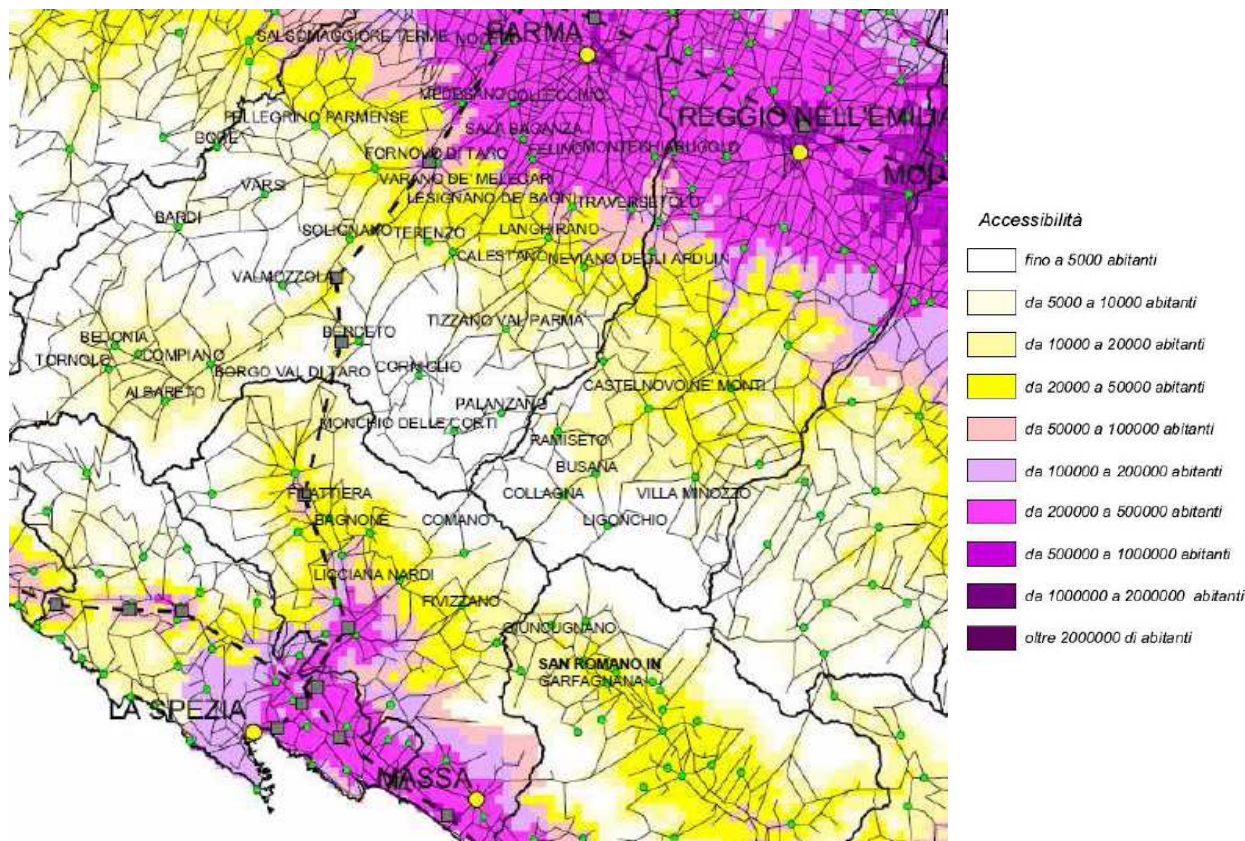 SALSOMAGGIORE TERME
PARMA
MEDESANO
COLLECCHIO
PELLEGRINO PARMENSE
REGGIO NELL'EMILIA
BORE
SALA BAGANZA
FORNOVO DI TARO
FELINO
MONTECHIARUGOLO
VARANO DE' MELEGARI
VARSI
LESIGNANO DE' BAGNI
TRAVERSETOLO
BARDI
SOLIGNANO
TERENZO
LANGHIRANO
CALESTANO
NEVIANO DEGLI ARDUIN
VALMOZZOLA
TIZZANO VAL PARMA
BERCETO
BEDONIA
TORNOLO
COMPIANO
BORGO VAL DI TARO
CORNIGLIO
ALBARETO
CASTELNOVO NE' MONTI
PALANZANO
MONCHIO DELLE CORTI
RAMISETO
BUSANA
FILATTIERA
COLLAGNA
VILLA MINOZZO
BAGNONE
COMANO
LIGONCHIO
LICCIANA NARDI
FIVIZZANO
GIUNCUGNANO
SAN ROMANO IN
GARFAGNANA
LA SPEZIA
MASSA
Accessibilità
fino a 5000 abitanti
da 5000 a 10000 abitanti
da 10000 a 20000 abitanti
da 20000 a 50000 abitanti
da 50000 a 100000 abitanti
da 100000 a 200000 abitanti
da 200000 a 500000 abitanti
da 500000 a 1000000 abitanti
da 1000000 a 2000000 abitanti
oltre 2000000 di abitanti